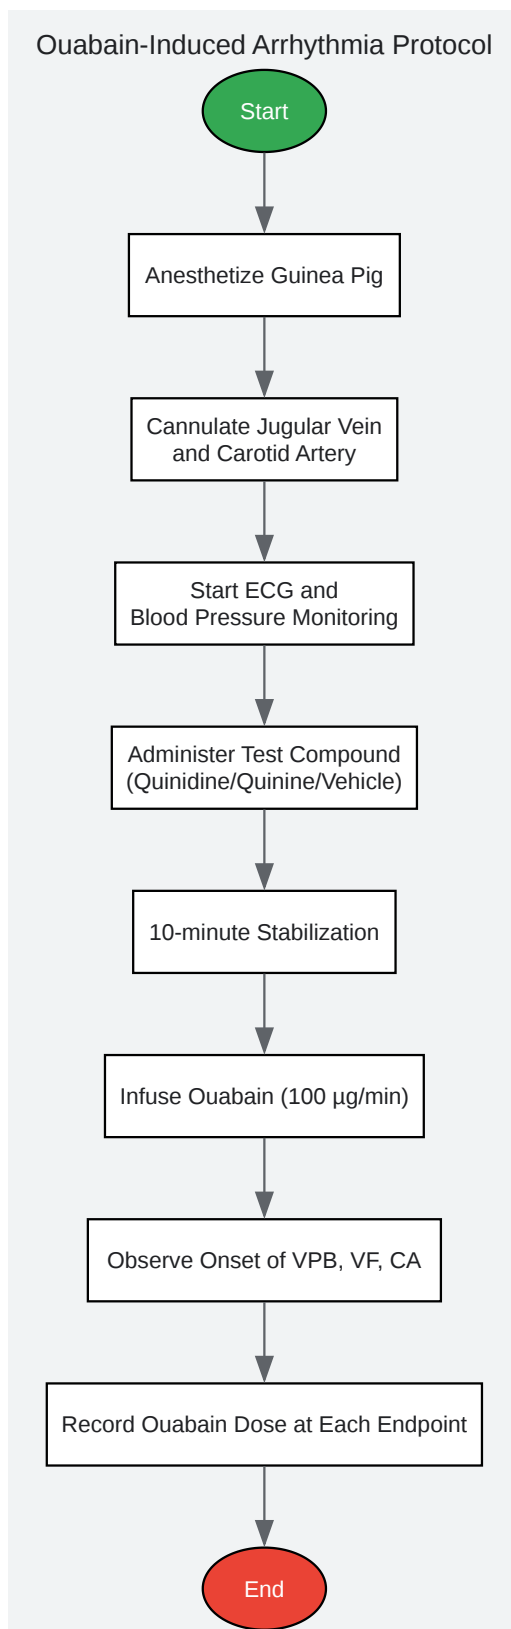 Ouabain-Induced Arrhythmia Protocol
Start
Anesthetize Guinea Pig
Cannulate Jugular Vein
and Carotid Artery
Start ECG and
Blood Pressure Monitoring
Administer Test Compound
(Quinidine/Quinine/Vehicle)
10-minute Stabilization
Infuse Ouabain (100 µg/min)
Observe Onset of VPB, VF, CA
Record Ouabain Dose at Each Endpoint
End